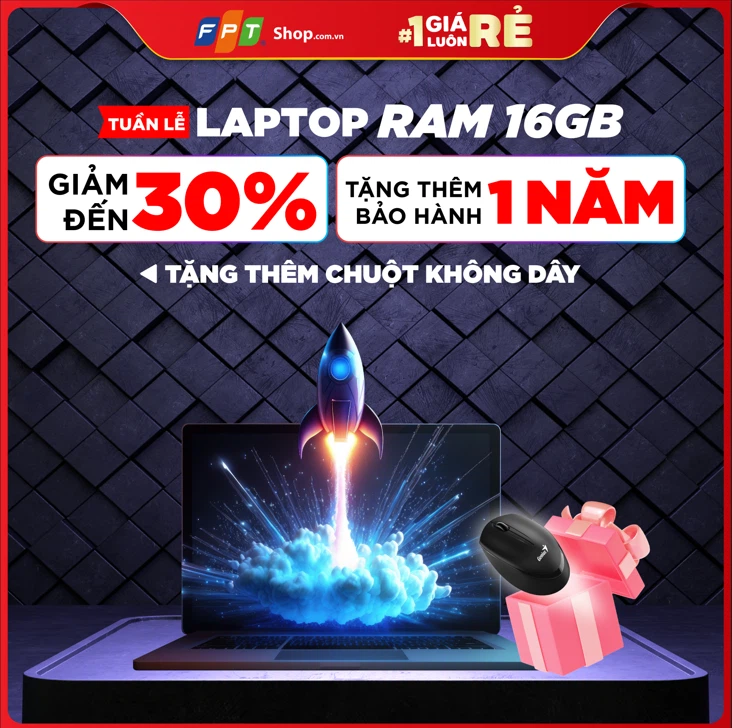 FPT Shop.com.vn
#1 GIÁ LUÔN RẺ
TUẦN LỄ LAPTOP RAM 16GB
GIẢM ĐẾN 30%
TẶNG THÊM BẢO HÀNH 1 NĂM
◀ TẶNG THÊM CHUỘT KHÔNG DÂY
Genius